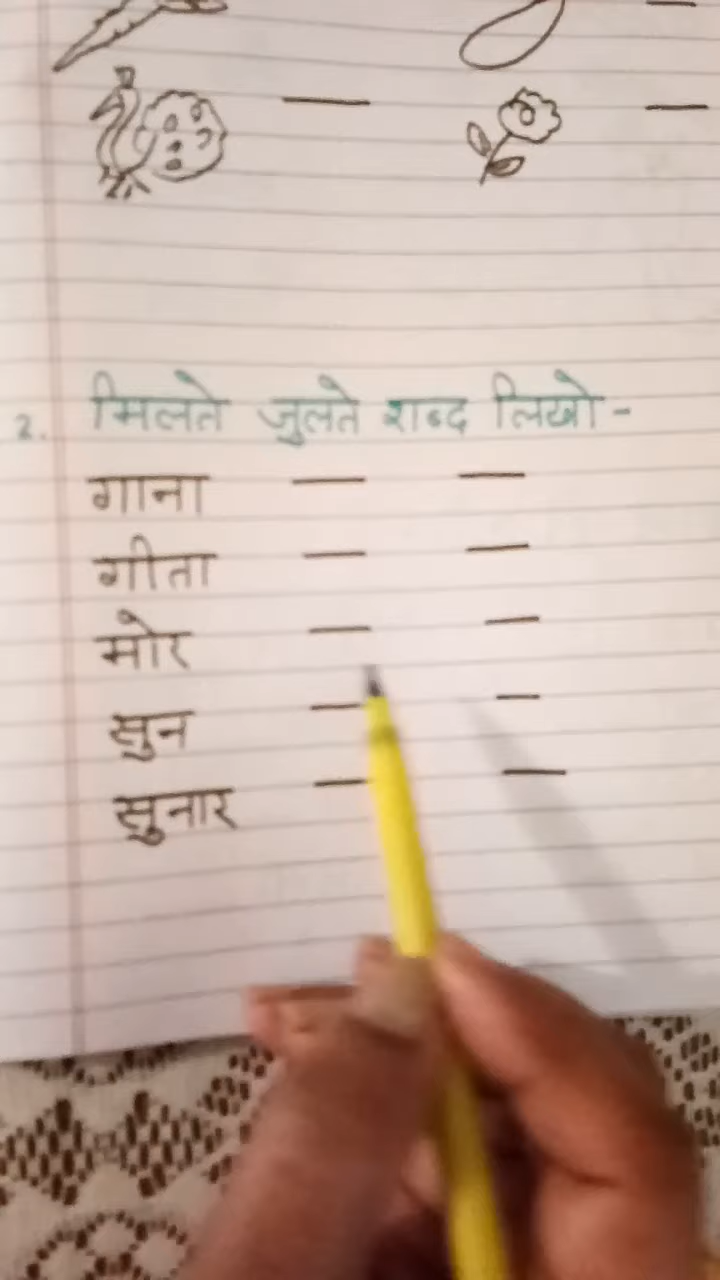 2. मिलते जुलते शब्द लिखो -
गाना — —
गीता — —
मोर — —
सुन — —
सुनार — —